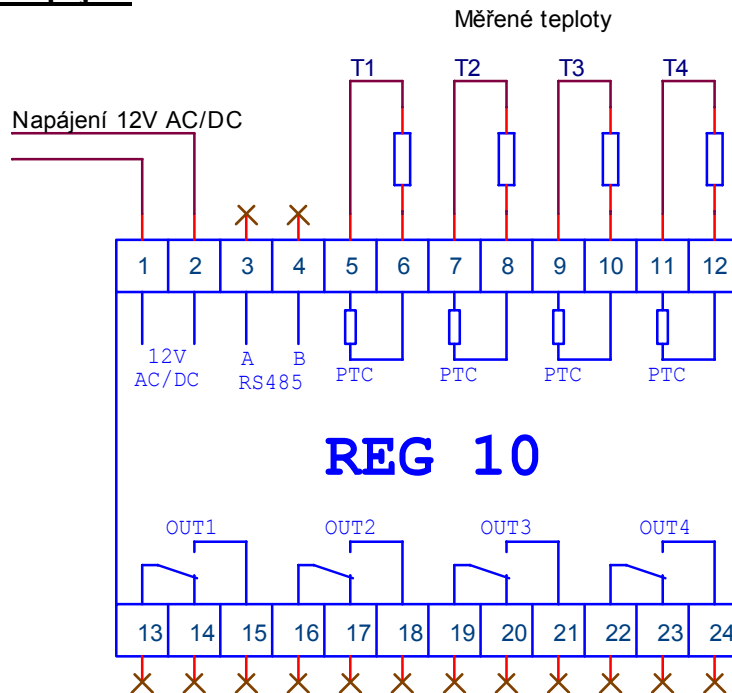 Měřené teploty
T1 T2 T3 T4
Napájení 12V AC/DC
1 2 3 4 5 6 7 8 9 10 11 12
12V
AC/DC
A B
RS485
PTC PTC PTC PTC
REG 10
OUT1 OUT2 OUT3 OUT4
13 14 15 16 17 18 19 20 21 22 23 24